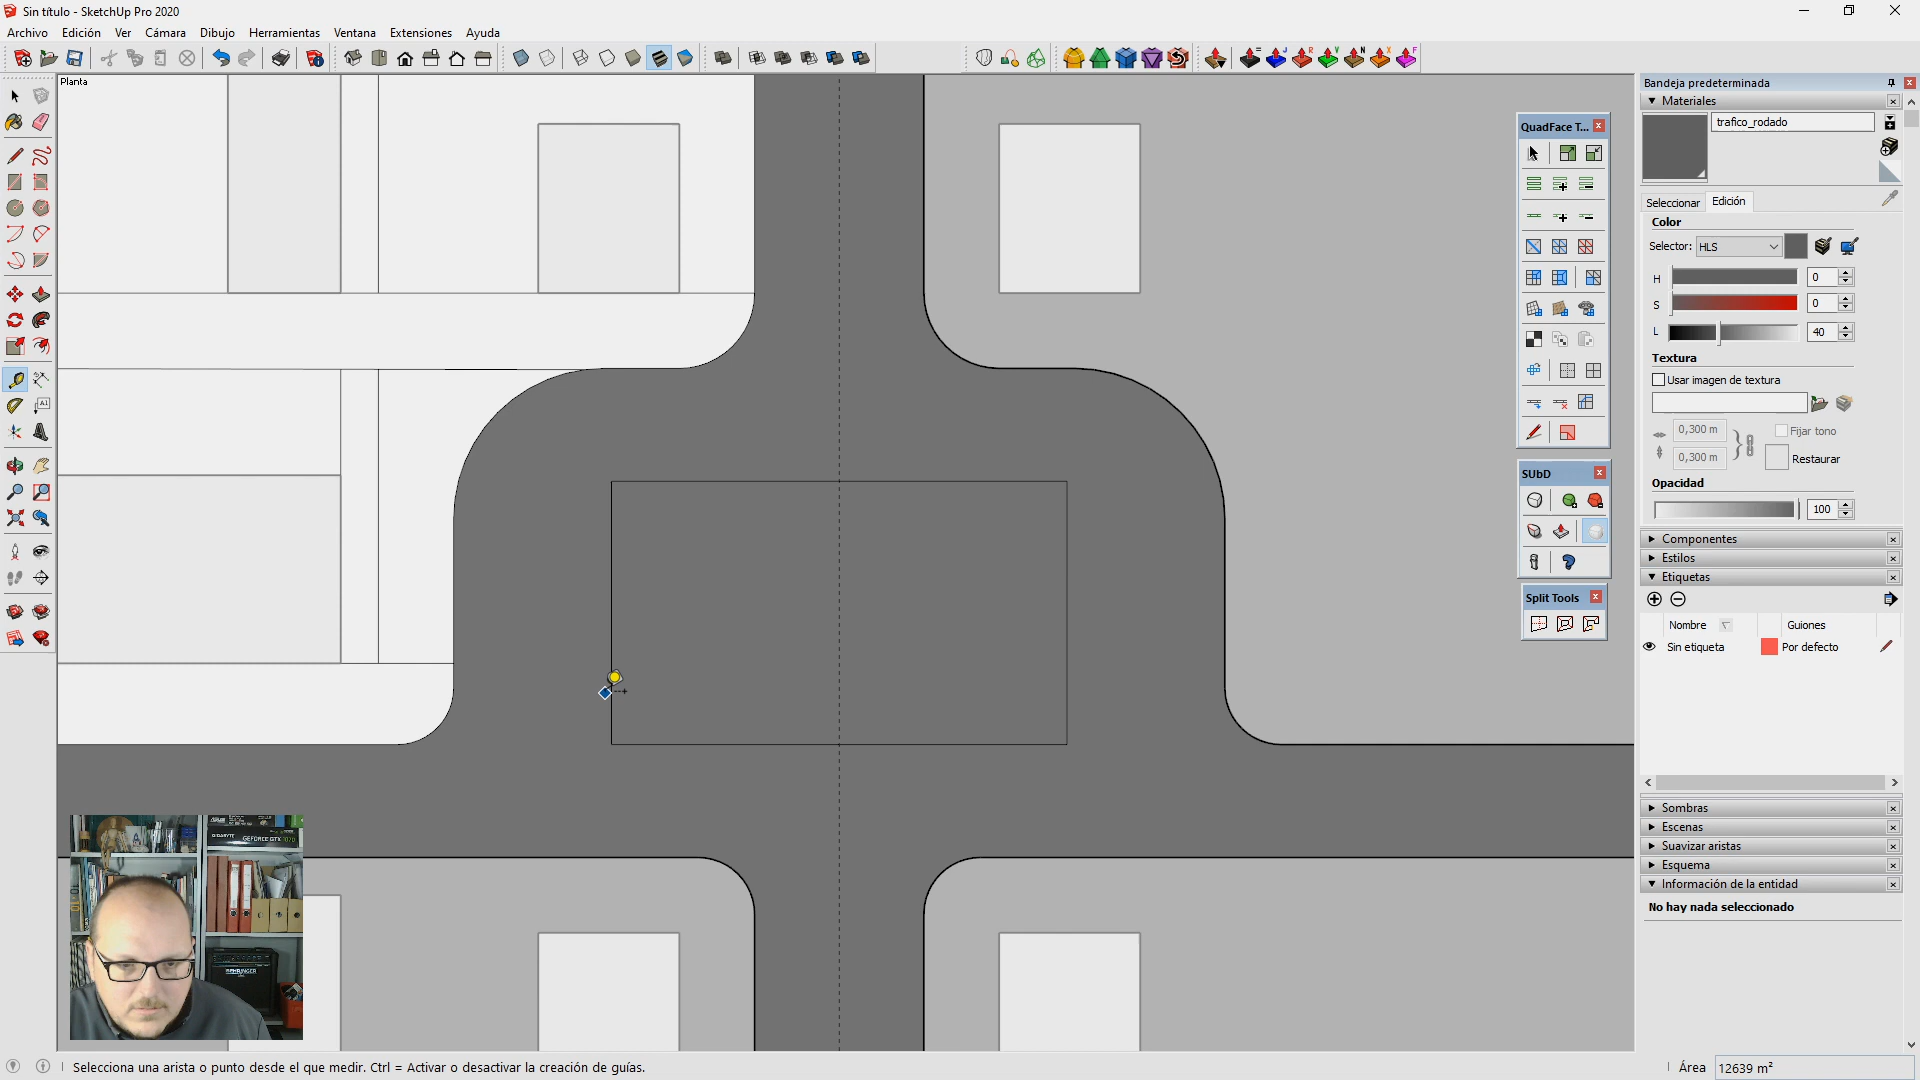 Sin título - SketchUp Pro 2020
Archivo Edición Ver Cámara Dibujo Herramientas Ventana Extensiones Ayuda
Planta
QuadFace T...
SUbD
Split Tools
Bandeja predeterminada
Materiales
trafico_rodado
Seleccionar Edición
Color
Selector: HLS
H 0
S 0
L 40
Textura
Usar imagen de textura
0,300 m Fijar tono
0,300 m Restaurar
Opacidad
100
Componentes
Estilos
Etiquetas
Nombre Guiones
Sin etiqueta Por defecto
Sombras
Escenas
Suavizar aristas
Esquema
Información de la entidad
No hay nada seleccionado
GEFORCE GTX 1070
BEHRINGER
Selecciona una arista o punto desde el que medir. Ctrl = Activar o desactivar la creación de guías.
Área 12639 m²